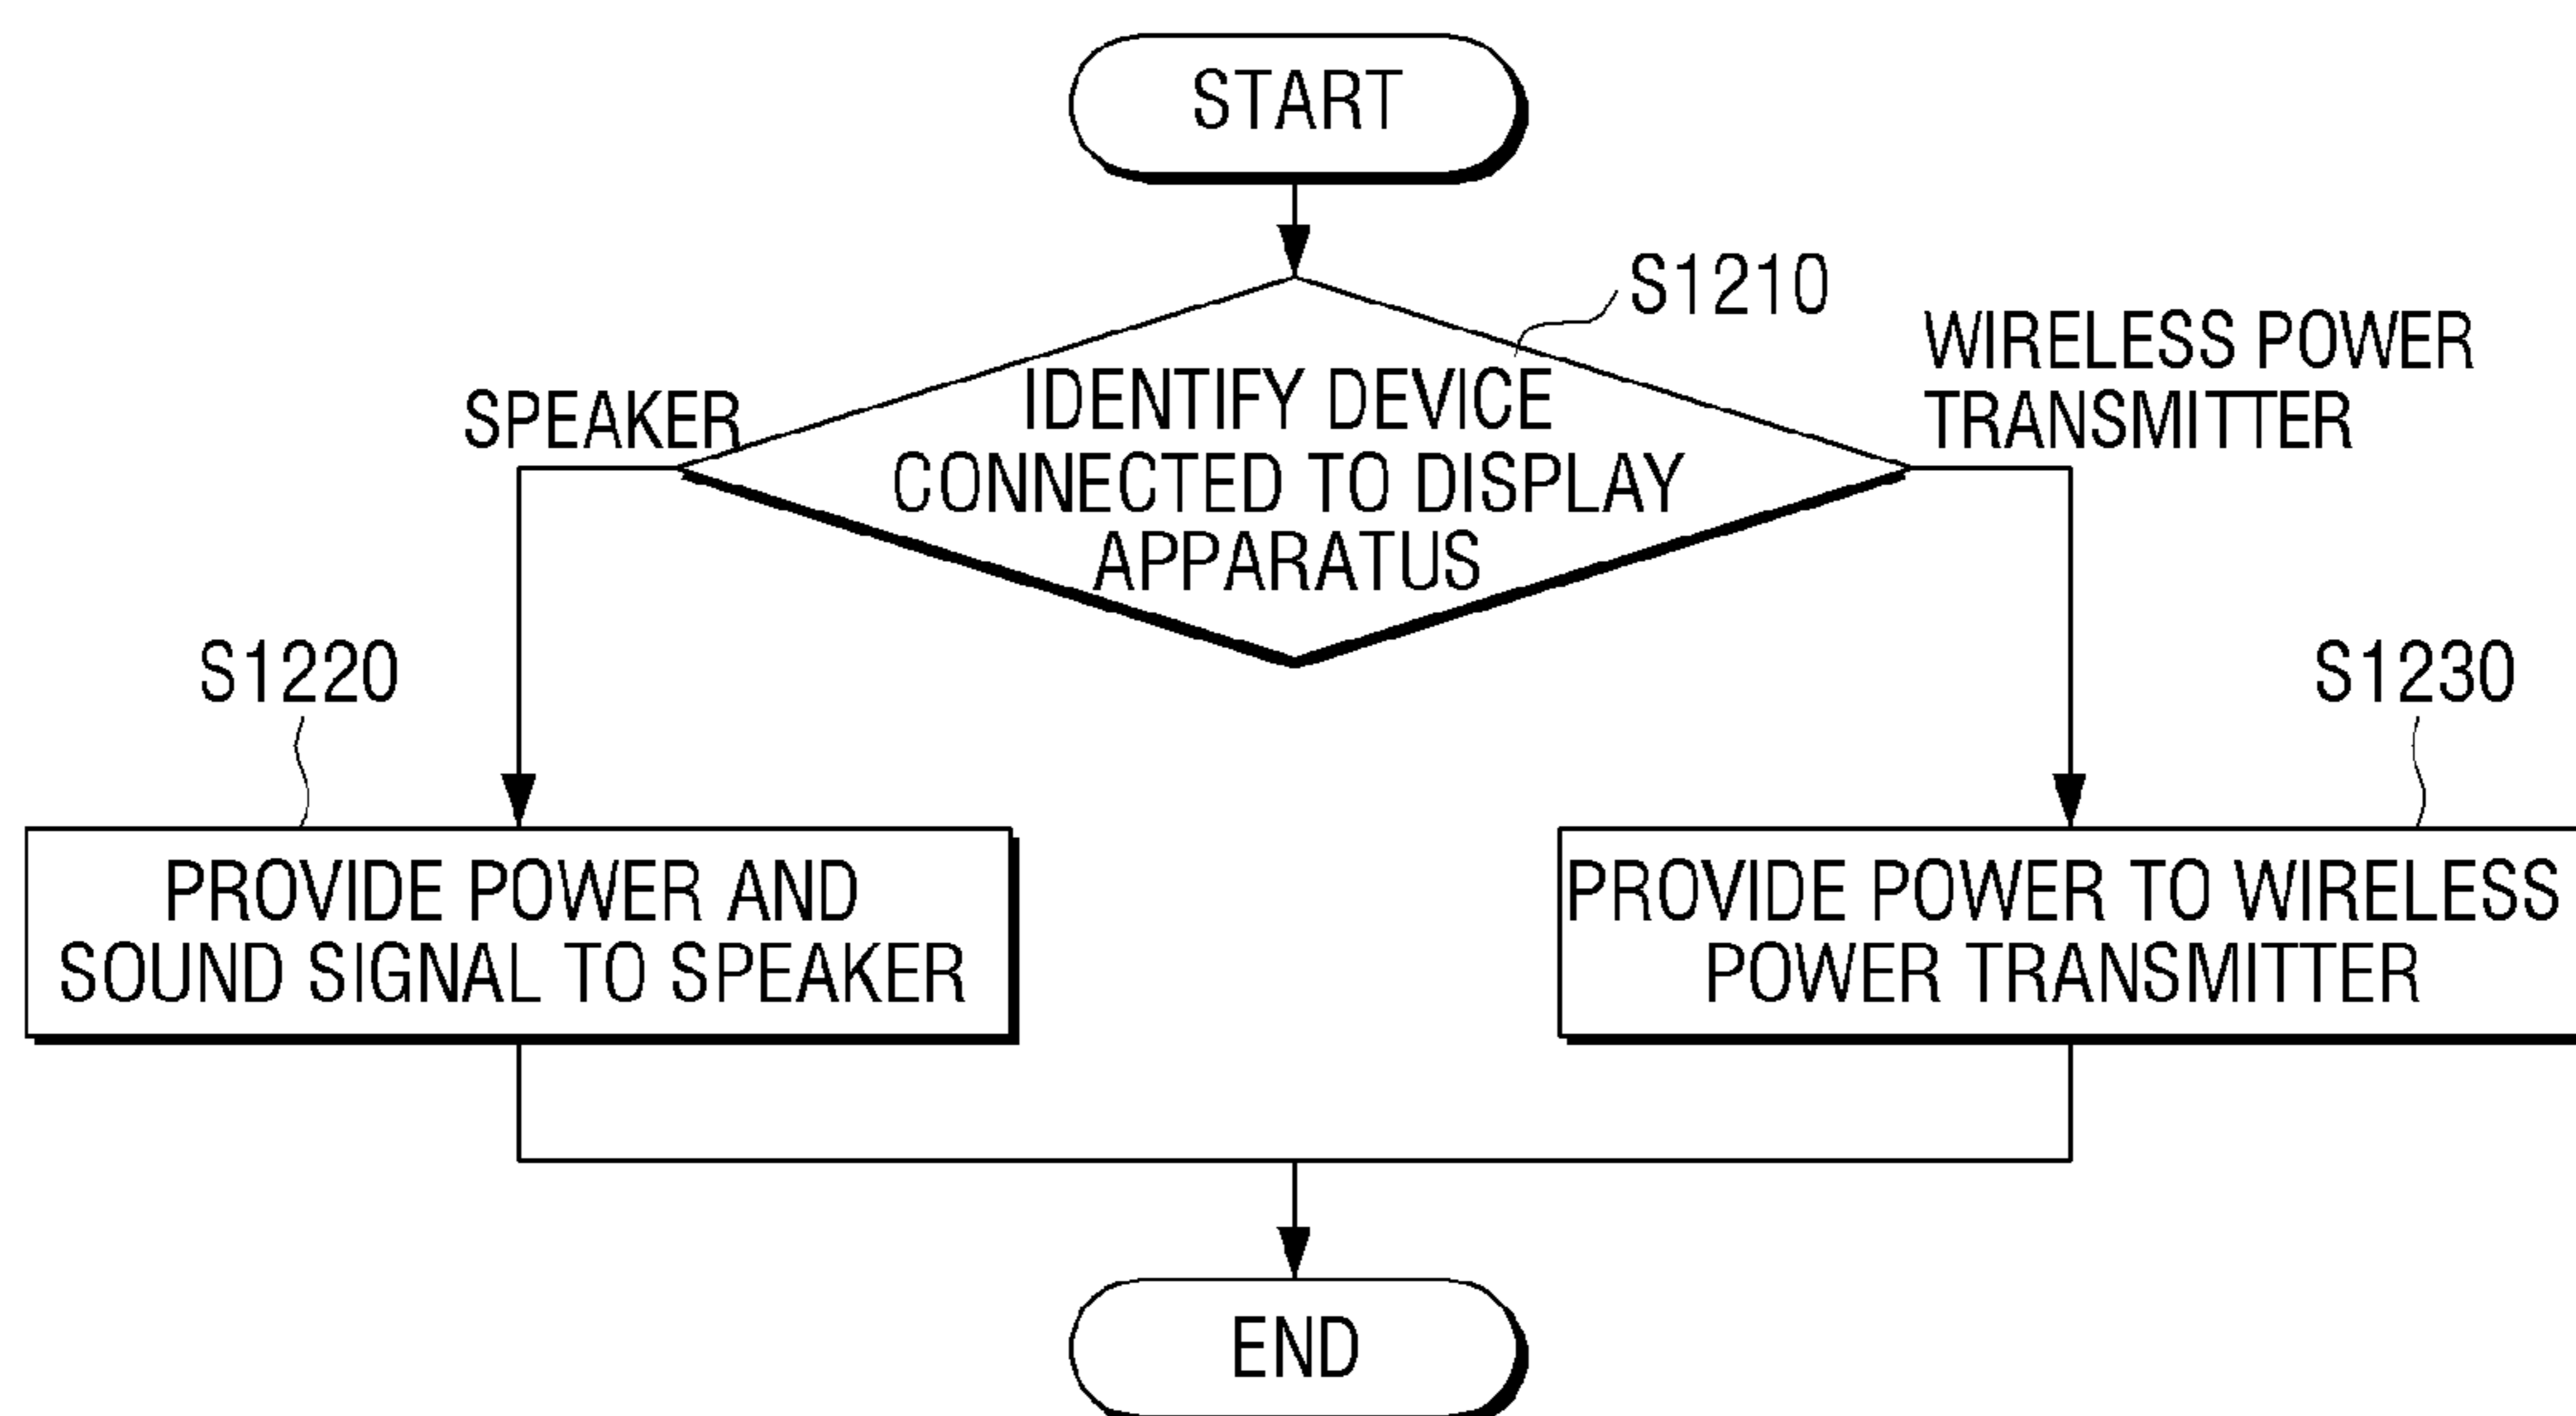 START
S1210
IDENTIFY DEVICE
CONNECTED TO DISPLAY
APPARATUS
SPEAKER
WIRELESS POWER
TRANSMITTER
S1220
PROVIDE POWER AND
SOUND SIGNAL TO SPEAKER
S1230
PROVIDE POWER TO WIRELESS
POWER TRANSMITTER
END